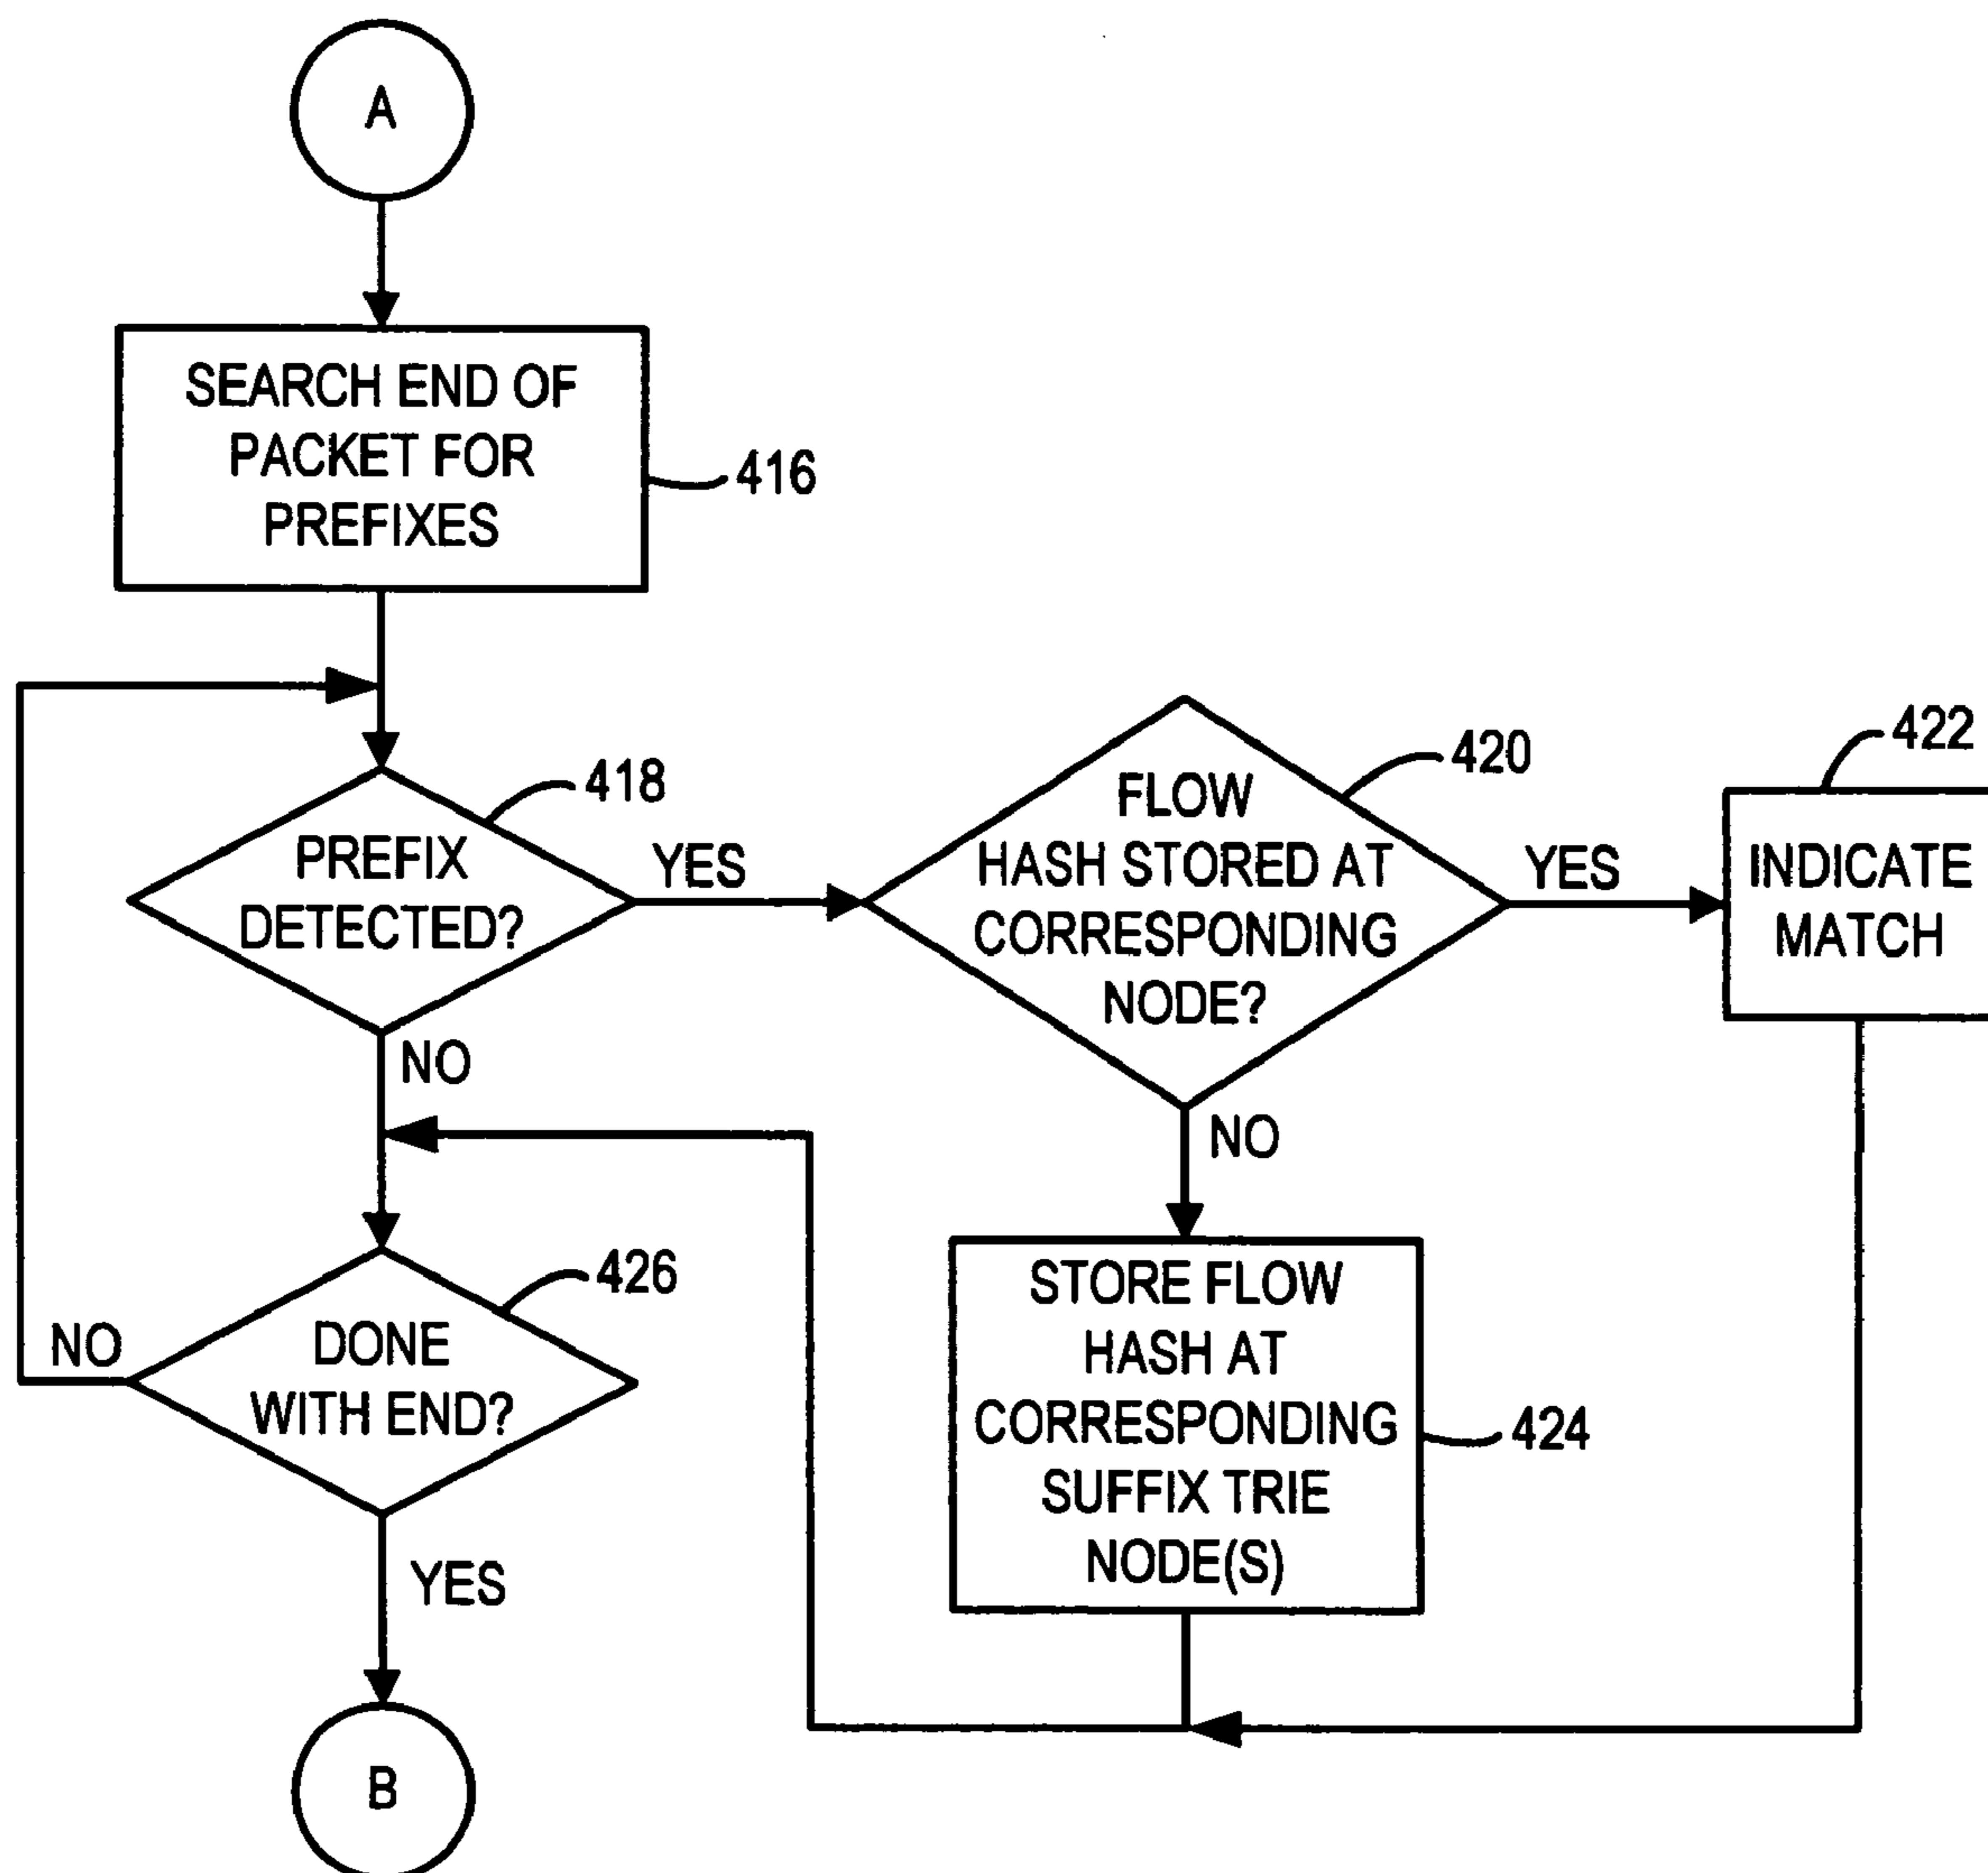 A
SEARCH END OF
PACKET FOR
PREFIXES
416
418
PREFIX
DETECTED?
YES
NO
420
FLOW
HASH STORED AT
CORRESPONDING
NODE?
YES
NO
422
INDICATE
MATCH
STORE FLOW
HASH AT
CORRESPONDING
SUFFIX TRIE
NODE(S)
424
426
DONE
WITH END?
NO
YES
B